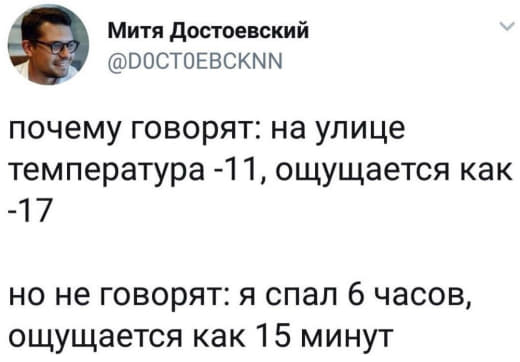 Митя Достоевский
@D0CT0EBCKNN
почему говорят: на улице
температура -11, ощущается как
-17
но не говорят: я спал 6 часов,
ощущается как 15 минут